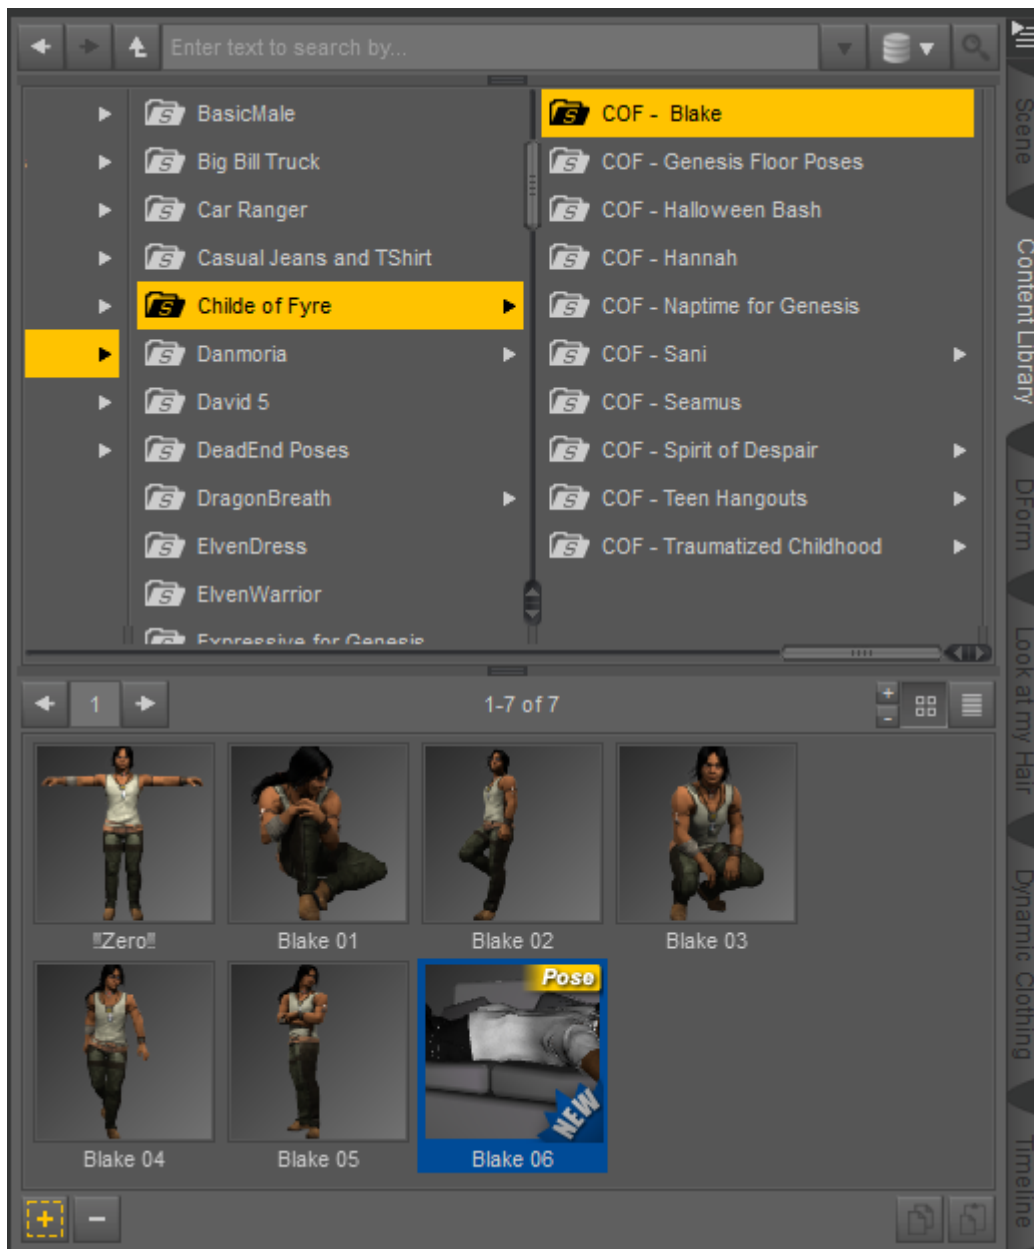 Enter text to search by...
BasicMale
Big Bill Truck
Car Ranger
Casual Jeans and TShirt
Childe of Fyre
Danmoria
David 5
DeadEnd Poses
DragonBreath
ElvenDress
ElvenWarrior
Expressive for Genesis
COF - Blake
COF - Genesis Floor Poses
COF - Halloween Bash
COF - Hannah
COF - Naptime for Genesis
COF - Sani
COF - Seamus
COF - Spirit of Despair
COF - Teen Hangouts
COF - Traumatized Childhood
1
1-7 of 7
!!Zero!!
Blake 01
Blake 02
Blake 03
Pose
NEW
Blake 04
Blake 05
Blake 06
Scene
Content Library
DForm
Look at my Hair
Dynamic Clothing
Timeline